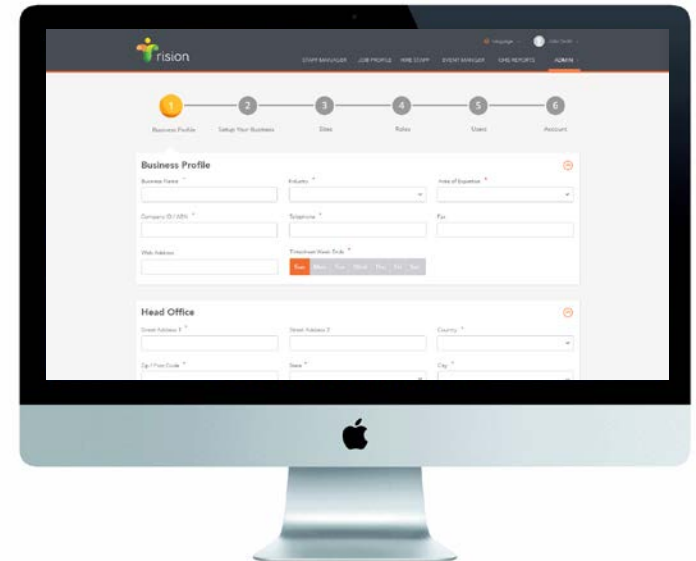 Language
John Smith
rision
STAFF MANAGER JOB PROFILE HIRE STAFF EVENT MANAGER OHS REPORTS ADMIN
1 2 3 4 5 6
Business Profile Setup Your Business Sites Roles Users Account
Business Profile
Business Name * Industry * Area of Expertise *
Telephone * Fax
Web Address Timesheet Week Ends *
Sun Mon Tue Wed Thu Fri Sat
Head Office
Street Address 1 * Street Address 2 Country *
Zip / Post Code * State * City *